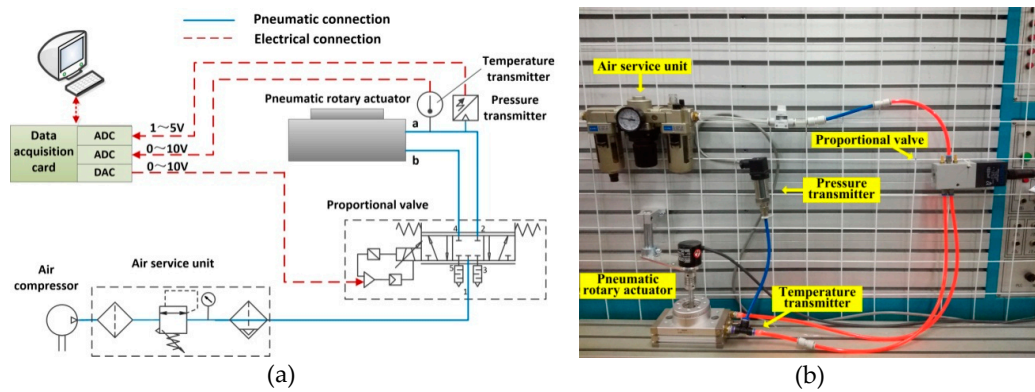 Pneumatic connection
Electrical connection
Temperature
transmitter
Pneumatic rotary actuator
Pressure
transmitter
a
b
Data
acquisition
card
ADC
ADC
DAC
1～5V
0～10V
0～10V
Proportional valve
4
2
5
3
1
Air
compressor
Air service unit
(a)
Air service unit
Proportional valve
Pressure
transmitter
Pneumatic
rotary actuator
Temperature
transmitter
(b)